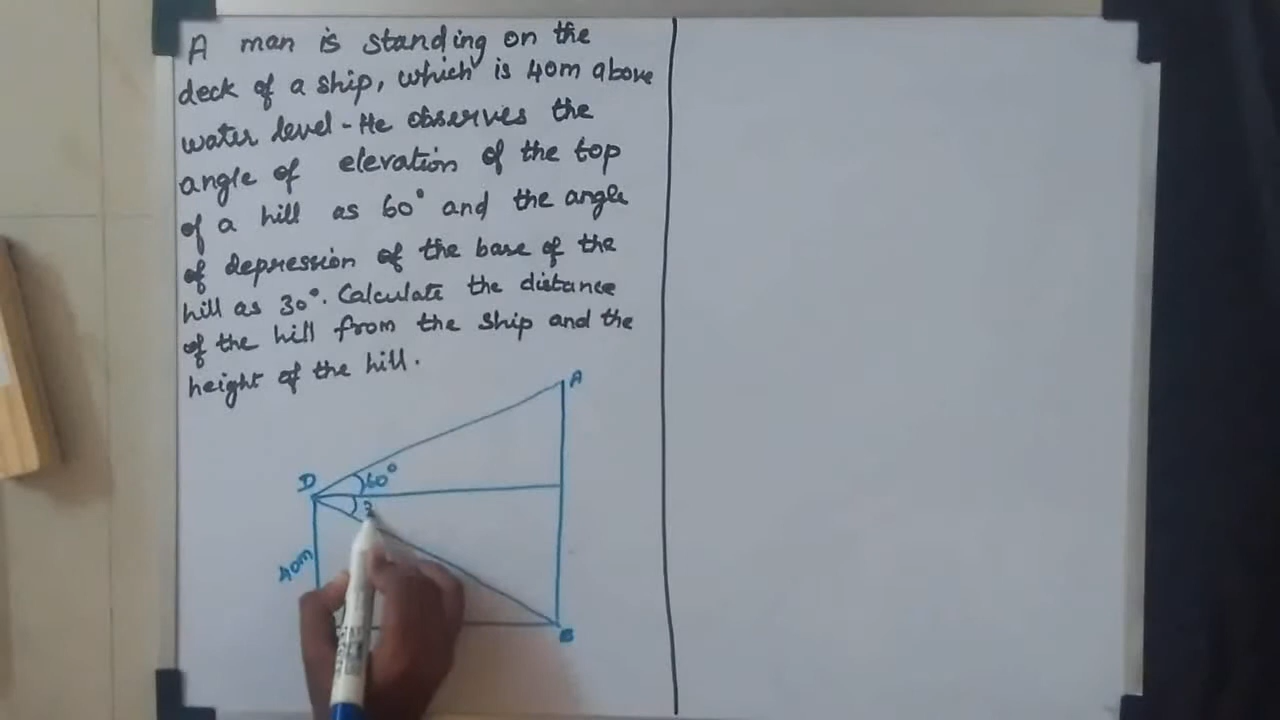 A man is standing on the
deck of a ship, which is 40m above
water level - He observes the
angle of elevation of the top
of a hill as 60° and the angle
of depression of the base of the
hill as 30°. Calculate the distance
of the hill from the ship and the
height of the hill.
A
D
60°
3
40m
B